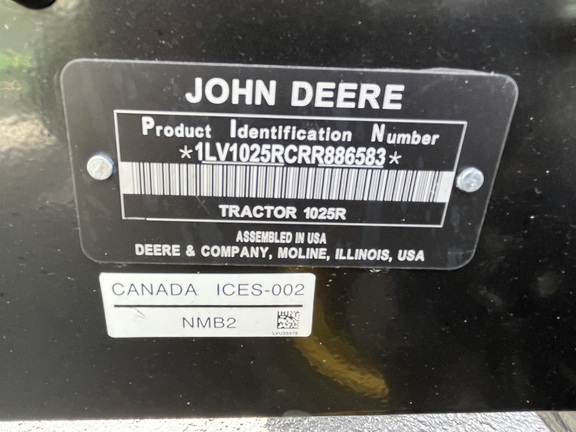 JOHN DEERE
Product Identification Number
*1LV1025RCRR886583*
TRACTOR 1025R
ASSEMBLED IN USA
DEERE & COMPANY, MOLINE, ILLINOIS, USA
CANADA ICES-002
NMB2